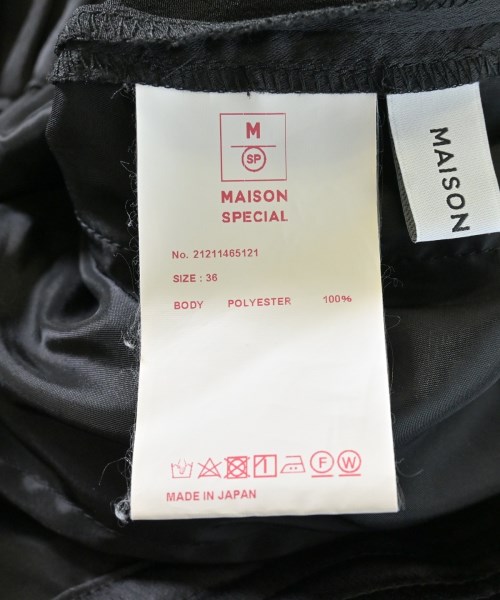 M
SP
MAISON
SPECIAL
No. 21211465121
SIZE : 36
BODY POLYESTER 100%
F W
MADE IN JAPAN
MAISON